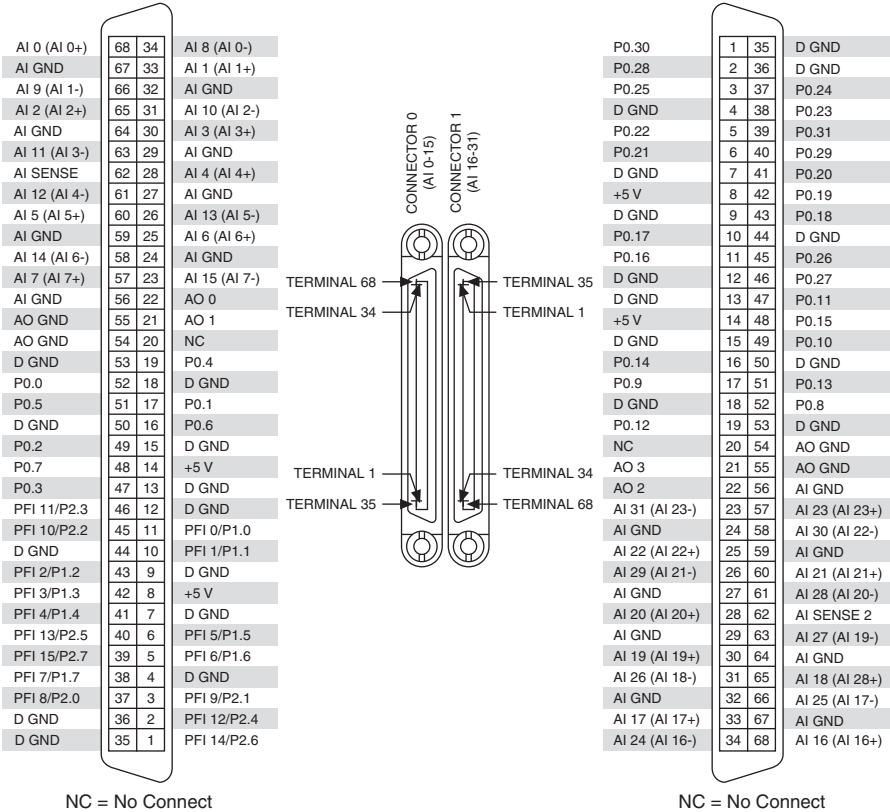 AI 0 (AI 0+) 68 34 AI 8 (AI 0-)
AI GND 67 33 AI 1 (AI 1+)
AI 9 (AI 1-) 66 32 AI GND
AI 2 (AI 2+) 65 31 AI 10 (AI 2-)
AI GND 64 30 AI 3 (AI 3+)
AI 11 (AI 3-) 63 29 AI GND
AI SENSE 62 28 AI 4 (AI 4+)
AI 12 (AI 4-) 61 27 AI GND
AI 5 (AI 5+) 60 26 AI 13 (AI 5-)
AI GND 59 25 AI 6 (AI 6+)
AI 14 (AI 6-) 58 24 AI GND
AI 7 (AI 7+) 57 23 AI 15 (AI 7-)
AI GND 56 22 AO 0
AO GND 55 21 AO 1
AO GND 54 20 NC
D GND 53 19 P0.4
P0.0 52 18 D GND
P0.5 51 17 P0.1
D GND 50 16 P0.6
P0.2 49 15 D GND
P0.7 48 14 +5 V
P0.3 47 13 D GND
PFI 11/P2.3 46 12 D GND
PFI 10/P2.2 45 11 PFI 0/P1.0
D GND 44 10 PFI 1/P1.1
PFI 2/P1.2 43 9 D GND
PFI 3/P1.3 42 8 +5 V
PFI 4/P1.4 41 7 D GND
PFI 13/P2.5 40 6 PFI 5/P1.5
PFI 15/P2.7 39 5 PFI 6/P1.6
PFI 7/P1.7 38 4 D GND
PFI 8/P2.0 37 3 PFI 9/P2.1
D GND 36 2 PFI 12/P2.4
D GND 35 1 PFI 14/P2.6
NC = No Connect
CONNECTOR 0
(AI 0-15)
CONNECTOR 1
(AI 16-31)
TERMINAL 68
TERMINAL 34
TERMINAL 35
TERMINAL 1
TERMINAL 1
TERMINAL 35
TERMINAL 34
TERMINAL 68
P0.30 1 35 D GND
P0.28 2 36 D GND
P0.25 3 37 P0.24
D GND 4 38 P0.23
P0.22 5 39 P0.31
P0.21 6 40 P0.29
D GND 7 41 P0.20
+5 V 8 42 P0.19
D GND 9 43 P0.18
P0.17 10 44 D GND
P0.16 11 45 P0.26
D GND 12 46 P0.27
D GND 13 47 P0.11
+5 V 14 48 P0.15
D GND 15 49 P0.10
P0.14 16 50 D GND
P0.9 17 51 P0.13
D GND 18 52 P0.8
P0.12 19 53 D GND
NC 20 54 AO GND
AO 3 21 55 AO GND
AO 2 22 56 AI GND
AI 31 (AI 23-) 23 57 AI 23 (AI 23+)
AI GND 24 58 AI 30 (AI 22-)
AI 22 (AI 22+) 25 59 AI GND
AI 29 (AI 21-) 26 60 AI 21 (AI 21+)
AI GND 27 61 AI 28 (AI 20-)
AI 20 (AI 20+) 28 62 AI SENSE 2
AI GND 29 63 AI 27 (AI 19-)
AI 19 (AI 19+) 30 64 AI GND
AI 26 (AI 18-) 31 65 AI 18 (AI 28+)
AI GND 32 66 AI 25 (AI 17-)
AI 17 (AI 17+) 33 67 AI GND
AI 24 (AI 16-) 34 68 AI 16 (AI 16+)
NC = No Connect